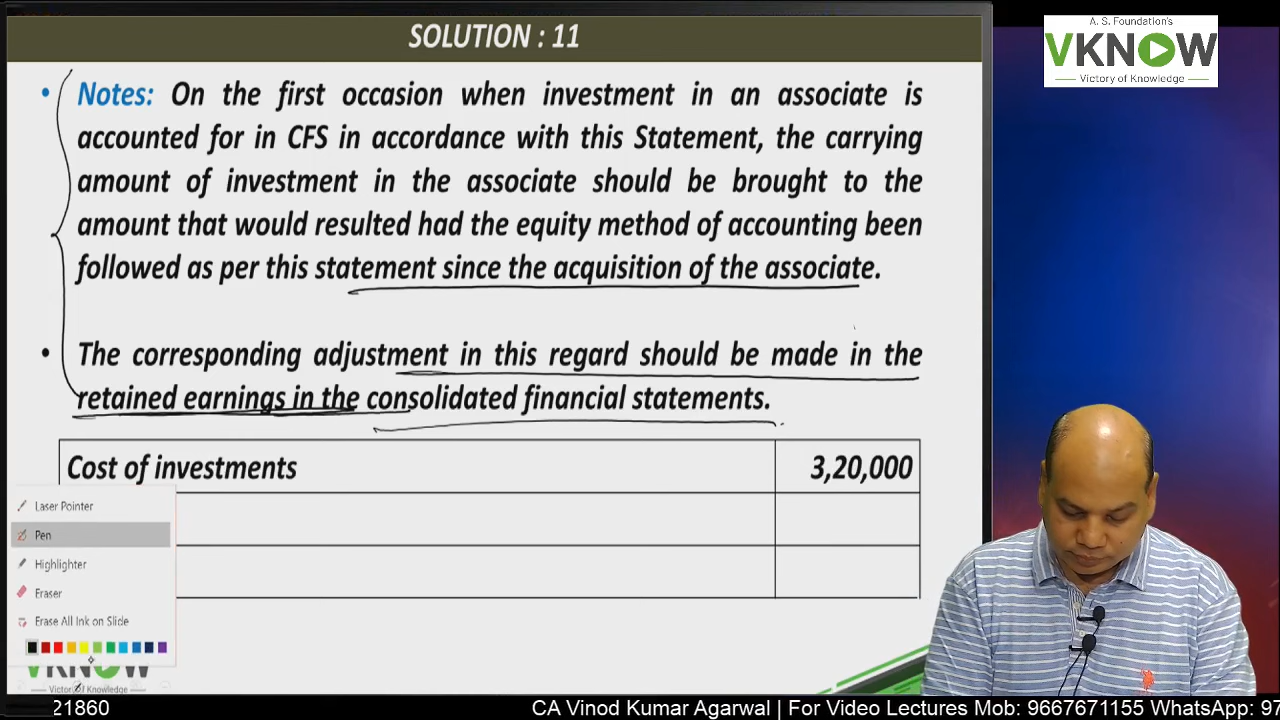 SOLUTION : 11
A. S. Foundation's
VKNOW
Victory of Knowledge
• Notes: On the first occasion when investment in an associate is
accounted for in CFS in accordance with this Statement, the carrying
amount of investment in the associate should be brought to the
amount that would resulted had the equity method of accounting been
followed as per this statement since the acquisition of the associate.
• The corresponding adjustment in this regard should be made in the
retained earnings in the consolidated financial statements.
Cost of investments 3,20,000
Laser Pointer
Pen
Highlighter
Eraser
Erase All Ink on Slide
VKNOW
Victory of Knowledge
21860 CA Vinod Kumar Agarwal | For Video Lectures Mob: 9667671155 WhatsApp: 97